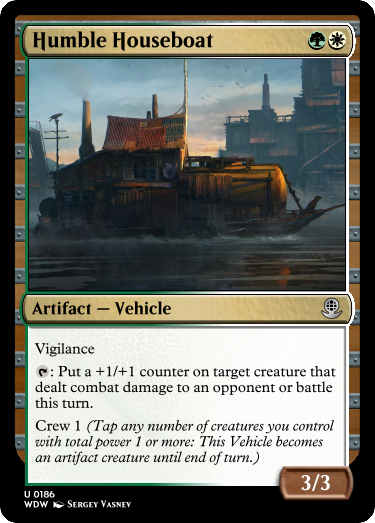 Humble Houseboat
Artifact — Vehicle
Vigilance
: Put a +1/+1 counter on target creature that
dealt combat damage to an opponent or battle
this turn.
Crew 1 (Tap any number of creatures you
control with total power 1 or more: This Vehicle becomes
an artifact creature until end of turn.)
3/3
U 0186
WDW Sergey Vasnev